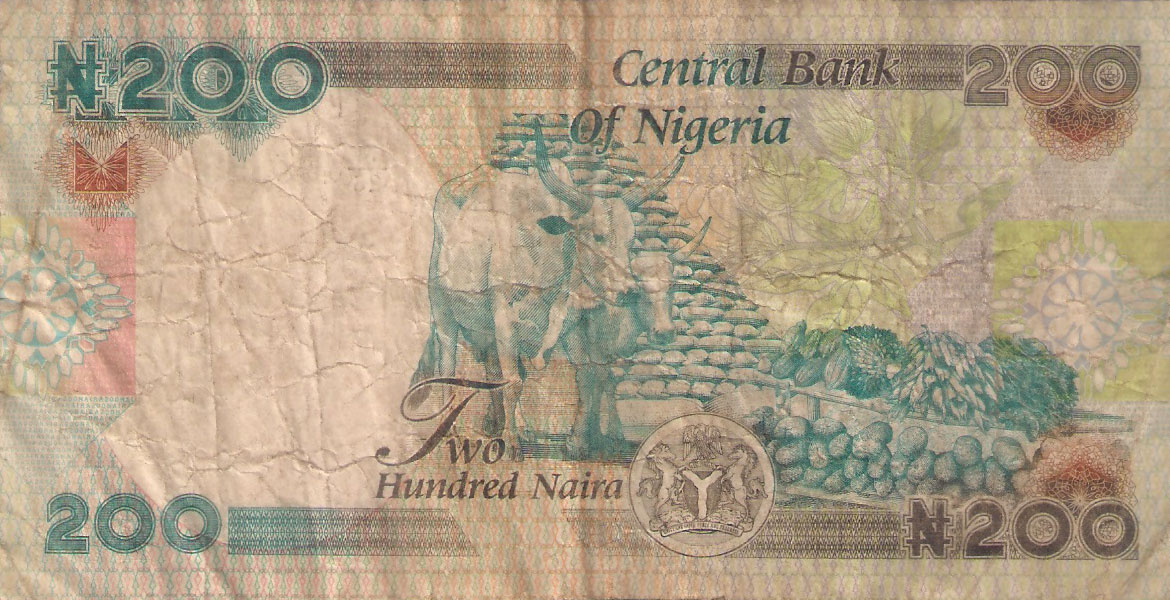 ₦200
Central Bank
Of Nigeria
200
Two
Hundred Naira
200
₦200